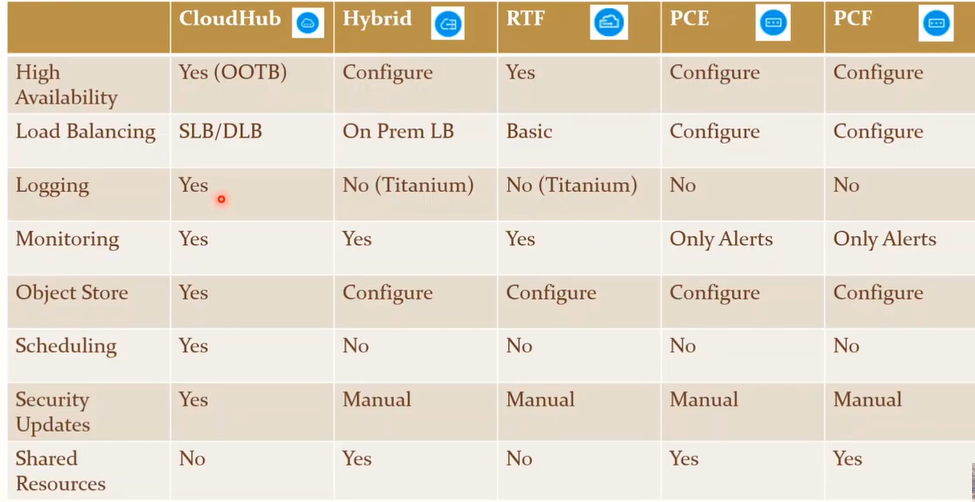 CloudHub Hybrid RTF PCE PCF
High Availability Yes (OOTB) Configure Yes Configure Configure
Load Balancing SLB/DLB On Prem LB Basic Configure Configure
Logging Yes No (Titanium) No (Titanium) No No
Monitoring Yes Yes Yes Only Alerts Only Alerts
Object Store Yes Configure Configure Configure Configure
Scheduling Yes No No No No
Security Updates Yes Manual Manual Manual Manual
Shared Resources No Yes No Yes Yes